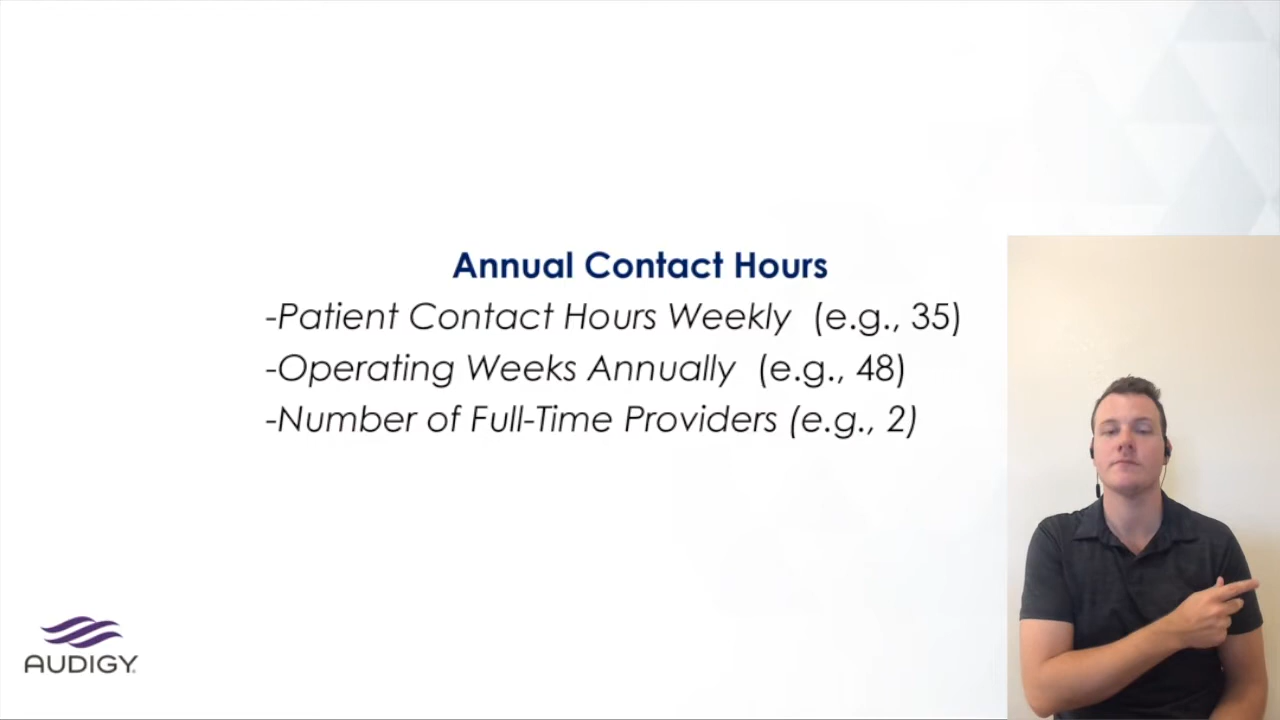 Annual Contact Hours
-Patient Contact Hours Weekly (e.g., 35)
-Operating Weeks Annually (e.g., 48)
-Number of Full-Time Providers (e.g., 2)
AUDIGY